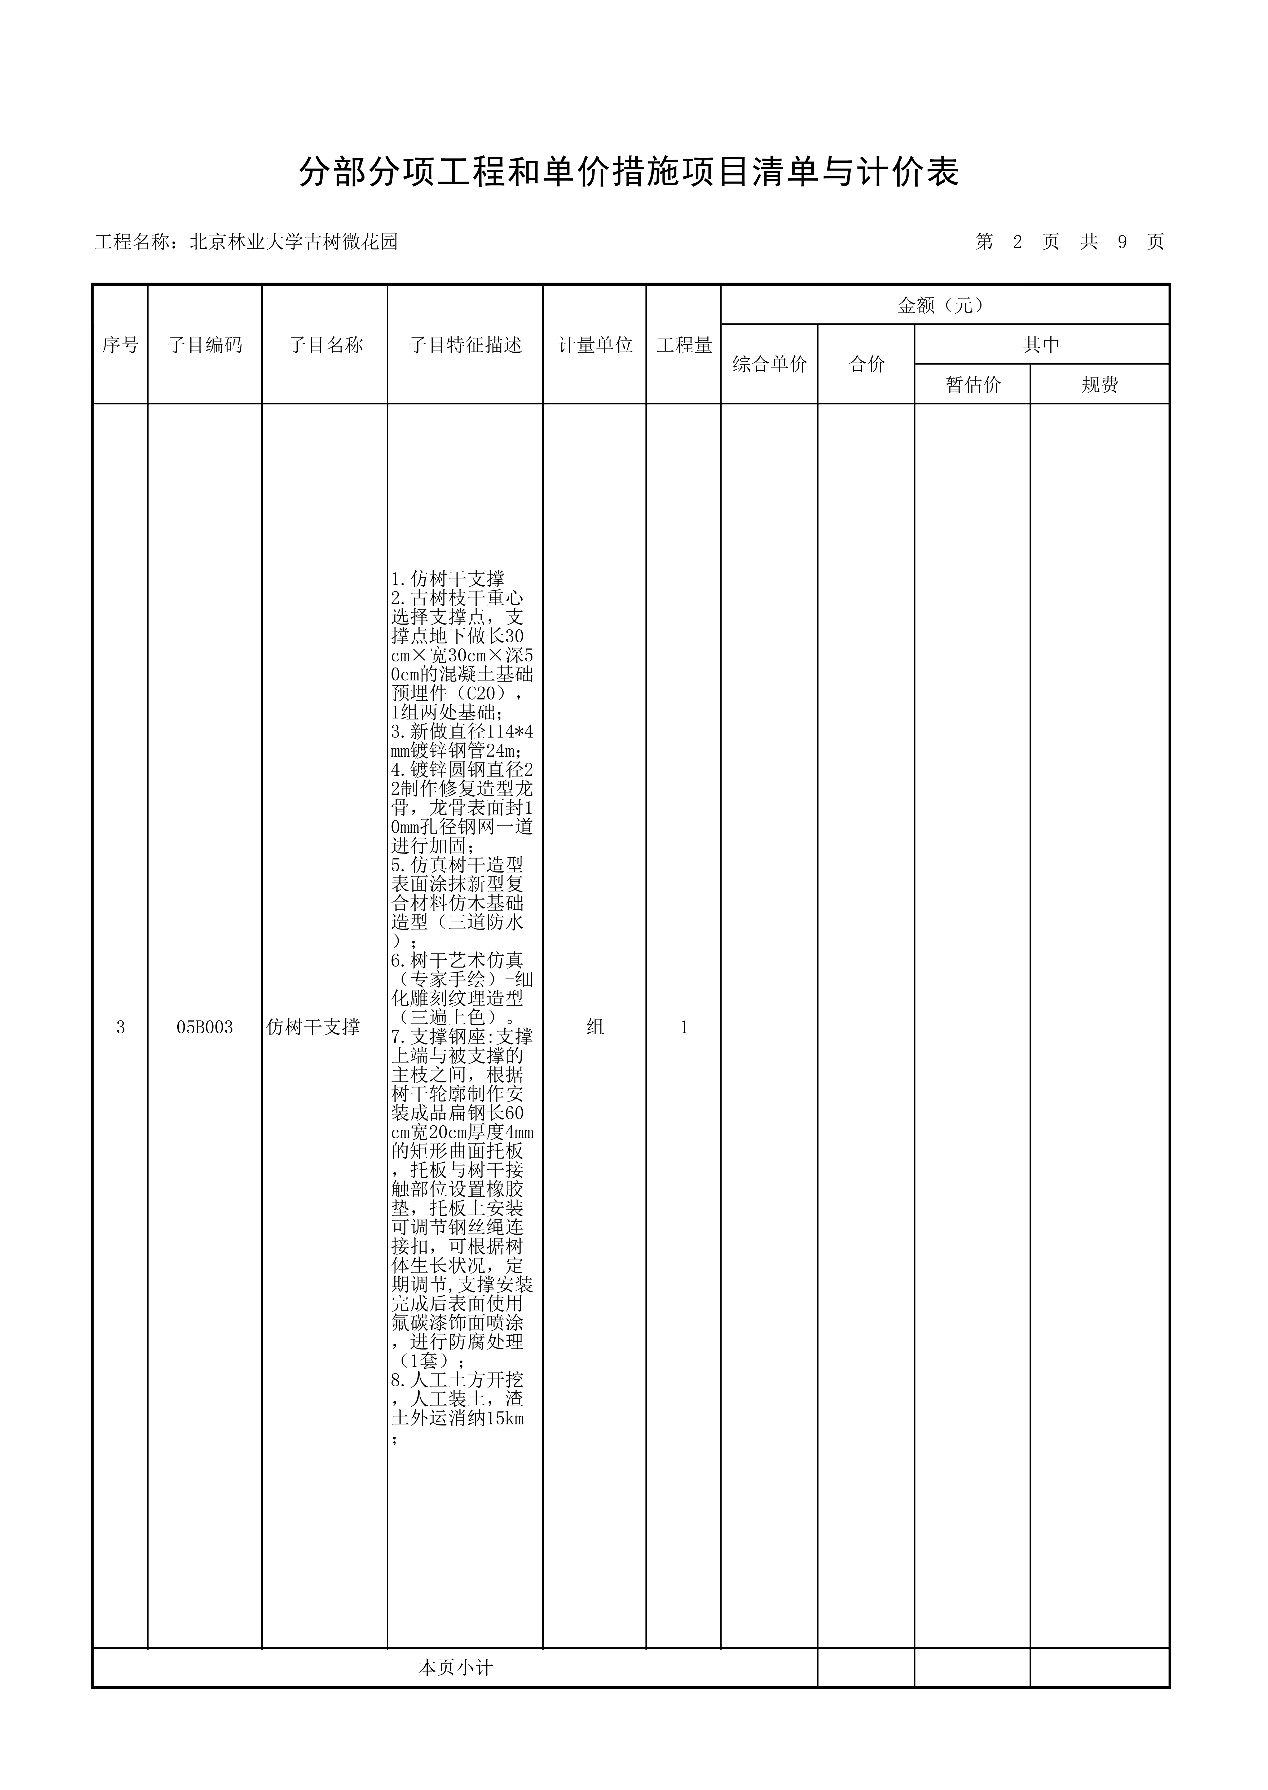 分部分项工程和单价措施项目清单与计价表
工程名称：北京林业大学古树微花园
第 2 页 共 9 页
序号
子目编码
子目名称
子目特征描述
计量单位
工程量
金额（元）
综合单价
合价
其中
暂估价
规费
3
05B003
仿树干支撑
1.仿树干支撑
2.古树枝干重心
选择支撑点，支
撑点地下做长30
cm×宽30cm×深5
0cm的混凝土基础
预埋件（C20），
1组两处基础；
3.新做直径114*4
mm镀锌钢管24m；
4.镀锌圆钢直径2
2制作修复造型龙
骨，龙骨表面封1
0mm孔径钢网一道
进行加固；
5.仿真树干造型
表面涂抹新型复
合材料仿木基础
造型（三道防水
）；
6.树干艺术仿真
（专家手绘）-细
化雕刻纹理造型
（三遍上色）。
7.支撑钢座:支撑
上端与被支撑的
主枝之间，根据
树干轮廓制作安
装成品扁钢长60
cm宽20cm厚度4mm
的矩形曲面托板
，托板与树干接
触部位设置橡胶
垫，托板上安装
可调节钢丝绳连
接扣，可根据树
体生长状况，定
期调节,支撑安装
完成后表面使用
氟碳漆饰面喷涂
，进行防腐处理
（1套）；
8.人工土方开挖
，人工装土，渣
土外运消纳15km
；
组
1
本页小计